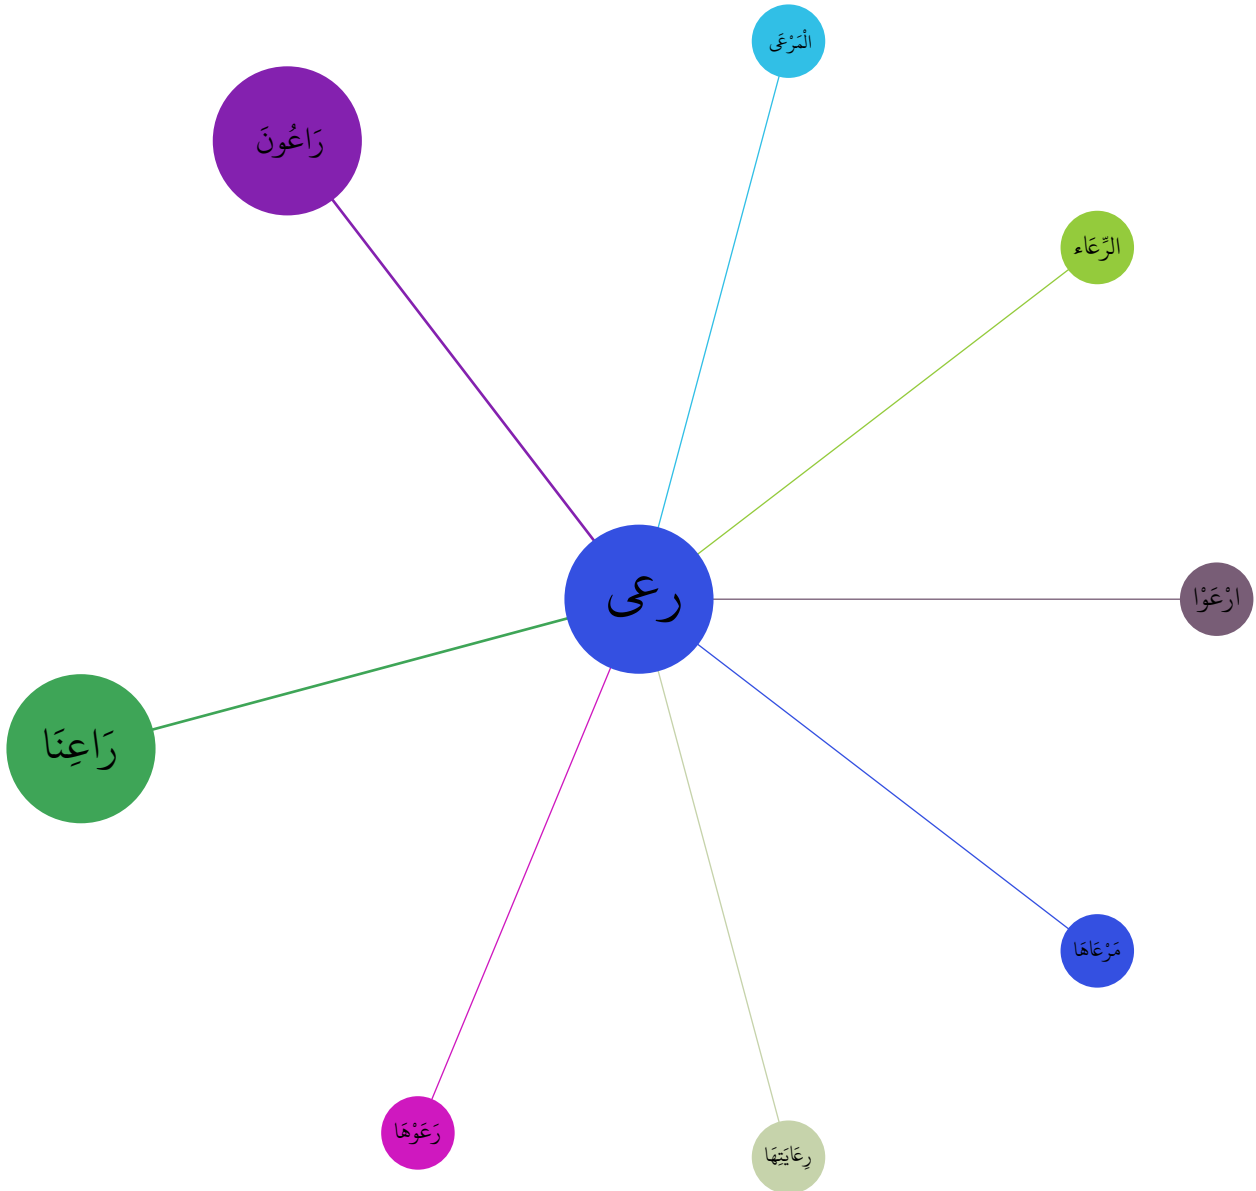 الْمَرْعَى
رَاعُونَ
الرِّعَاء
رعى
ارْعَوْا
رَاعِنَا
مَرْعَاهَا
رَعَوْهَا
رِعَايَتِهَا